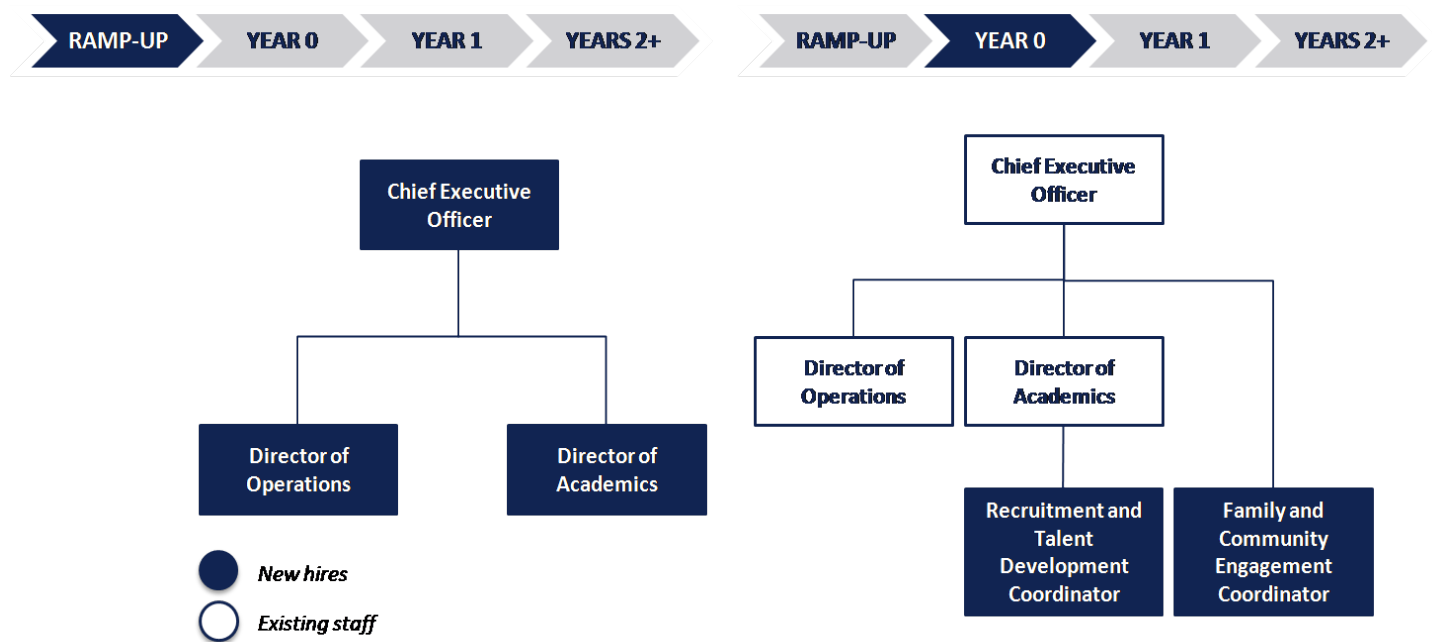 RAMP-UP
YEAR 0
YEAR 1
YEARS 2+
Chief Executive
Officer
Director of
Operations
Director of
Academics
New hires
Existing staff
RAMP-UP
YEAR 0
YEAR 1
YEARS 2+
Chief Executive
Officer
Director of
Operations
Director of
Academics
Recruitment and
Talent
Development
Coordinator
Family and
Community
Engagement
Coordinator